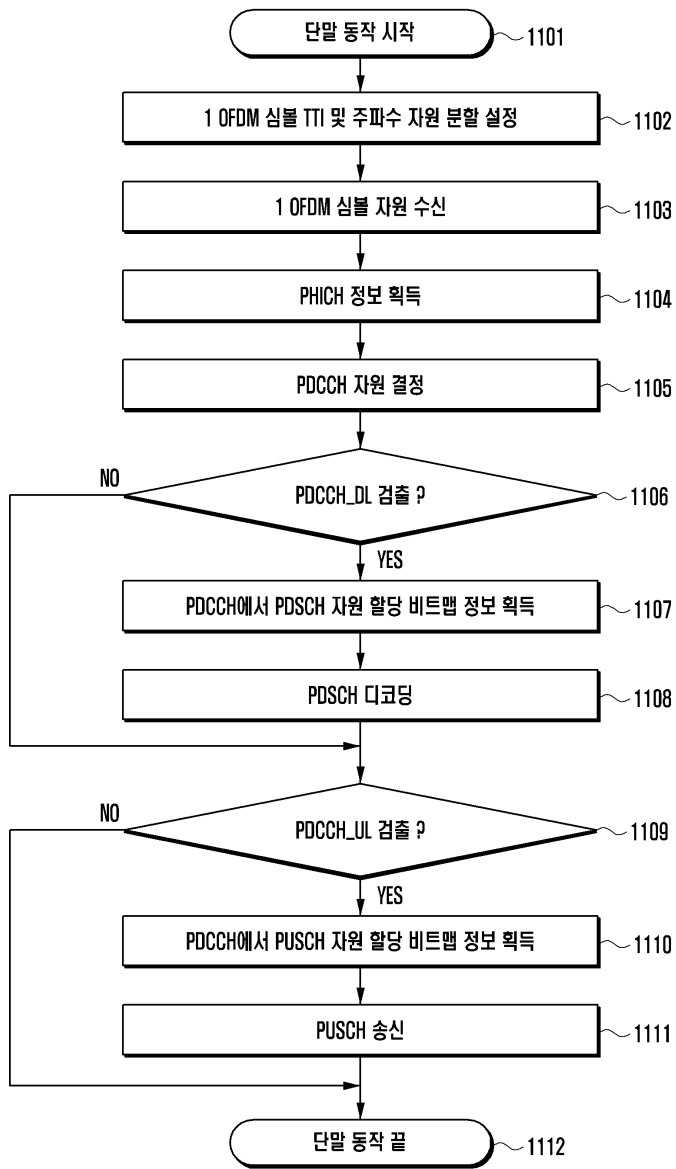 단말 동작 시작
1101
1 OFDM 심볼 TTI 및 주파수 자원 분할 설정
1102
1 OFDM 심볼 자원 수신
1103
PHICH 정보 획득
1104
PDCCH 자원 결정
1105
NO
PDCCH_DL 검출 ?
1106
YES
PDCCH에서 PDSCH 자원 할당 비트맵 정보 획득
1107
PDSCH 디코딩
1108
NO
PDCCH_UL 검출 ?
1109
YES
PDCCH에서 PUSCH 자원 할당 비트맵 정보 획득
1110
PUSCH 송신
1111
단말 동작 끝
1112